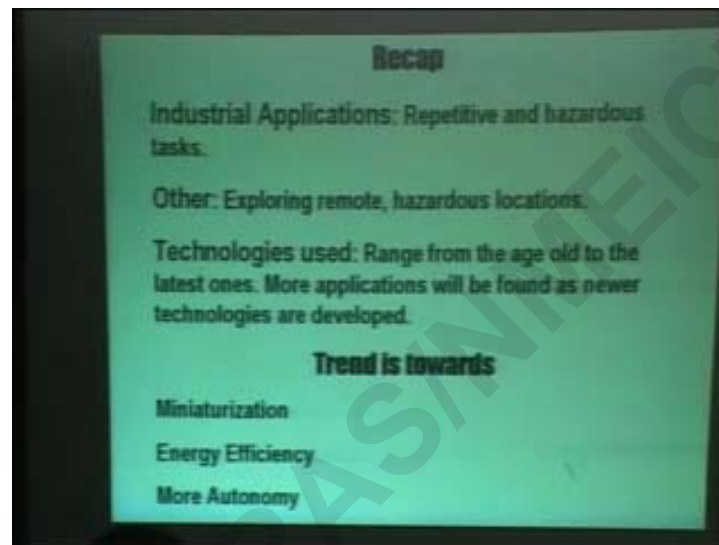 Recap
Industrial Applications: Repetitive and hazardous
tasks.
Other: Exploring remote, hazardous locations.
Technologies used: Range from the age old to the
latest ones. More applications will be found as newer
technologies are developed.
Trend is towards
Miniaturization
Energy Efficiency
More Autonomy